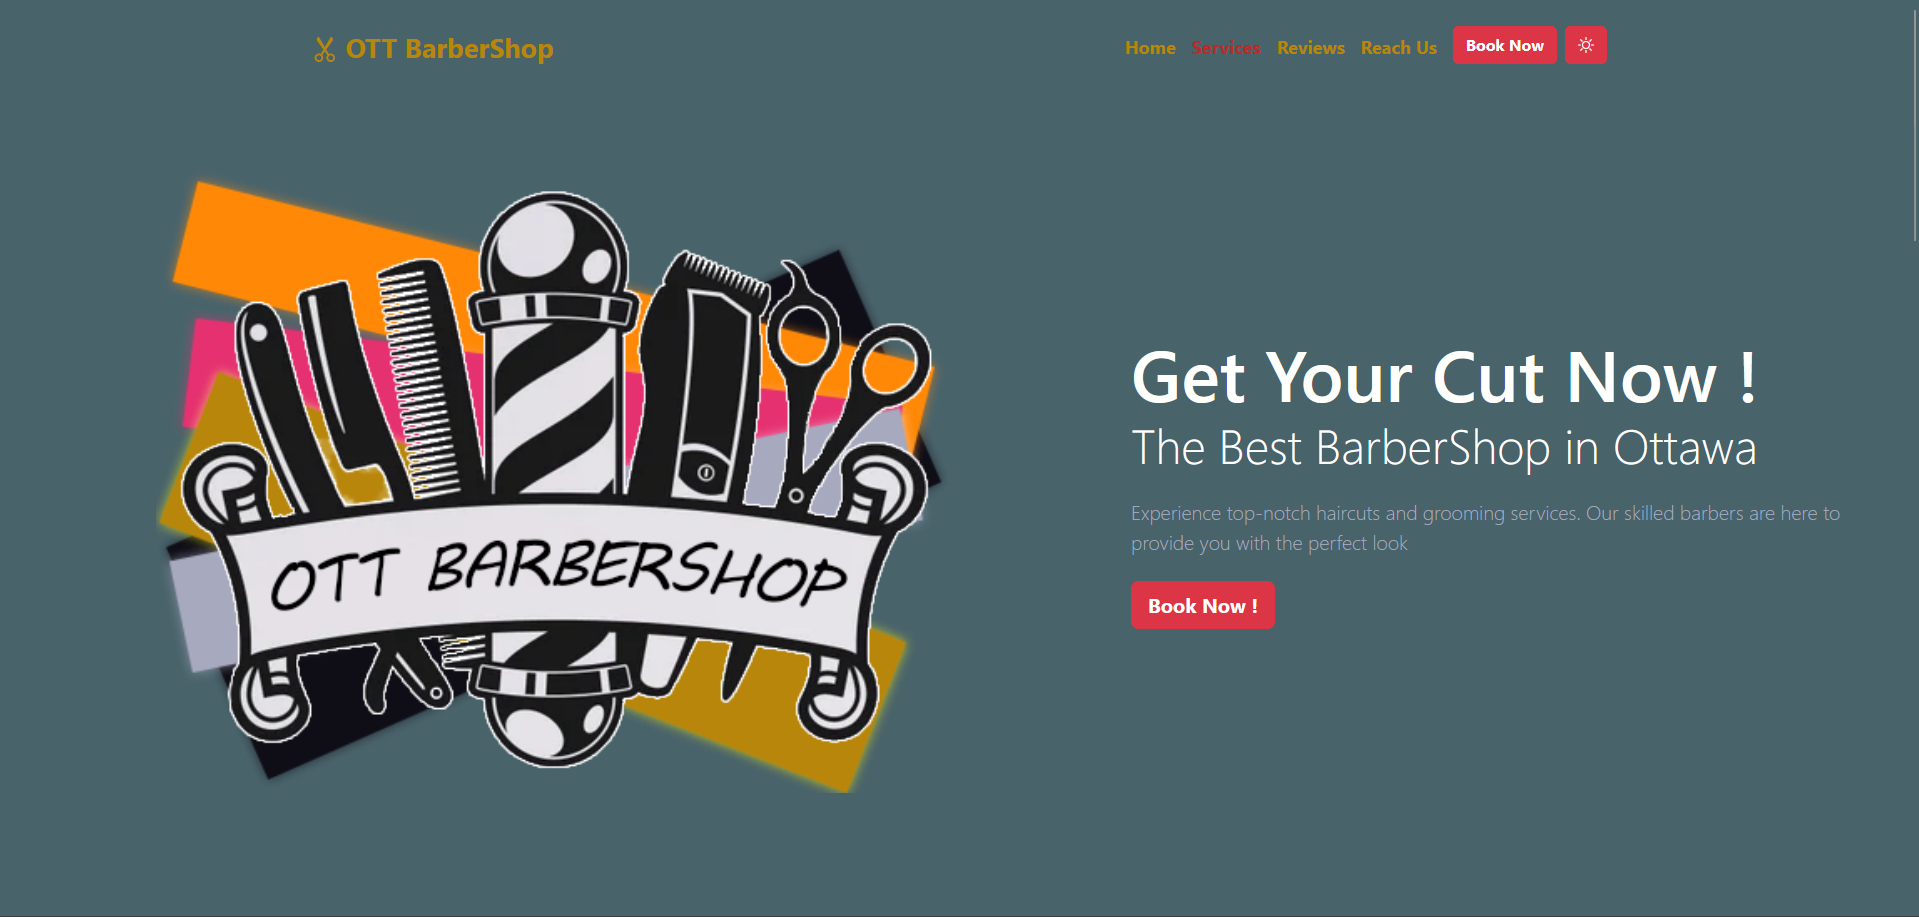 OTT BarberShop
Home Services Reviews Reach Us Book Now
OTT BARBERSHOP
Get Your Cut Now !
The Best BarberShop in Ottawa
Experience top-notch haircuts and grooming services. Our skilled barbers are here to
provide you with the perfect look
Book Now !